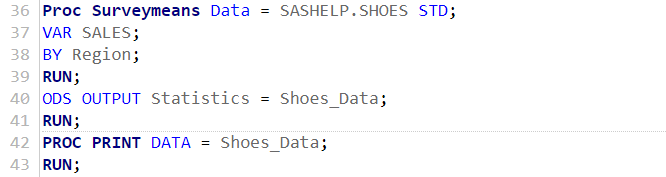 36 Proc Surveymeans Data = SASHELP.SHOES STD;
37 VAR SALES;
38 BY Region;
39 RUN;
40 ODS OUTPUT Statistics = Shoes_Data;
41 RUN;
42 PROC PRINT DATA = Shoes_Data;
43 RUN;